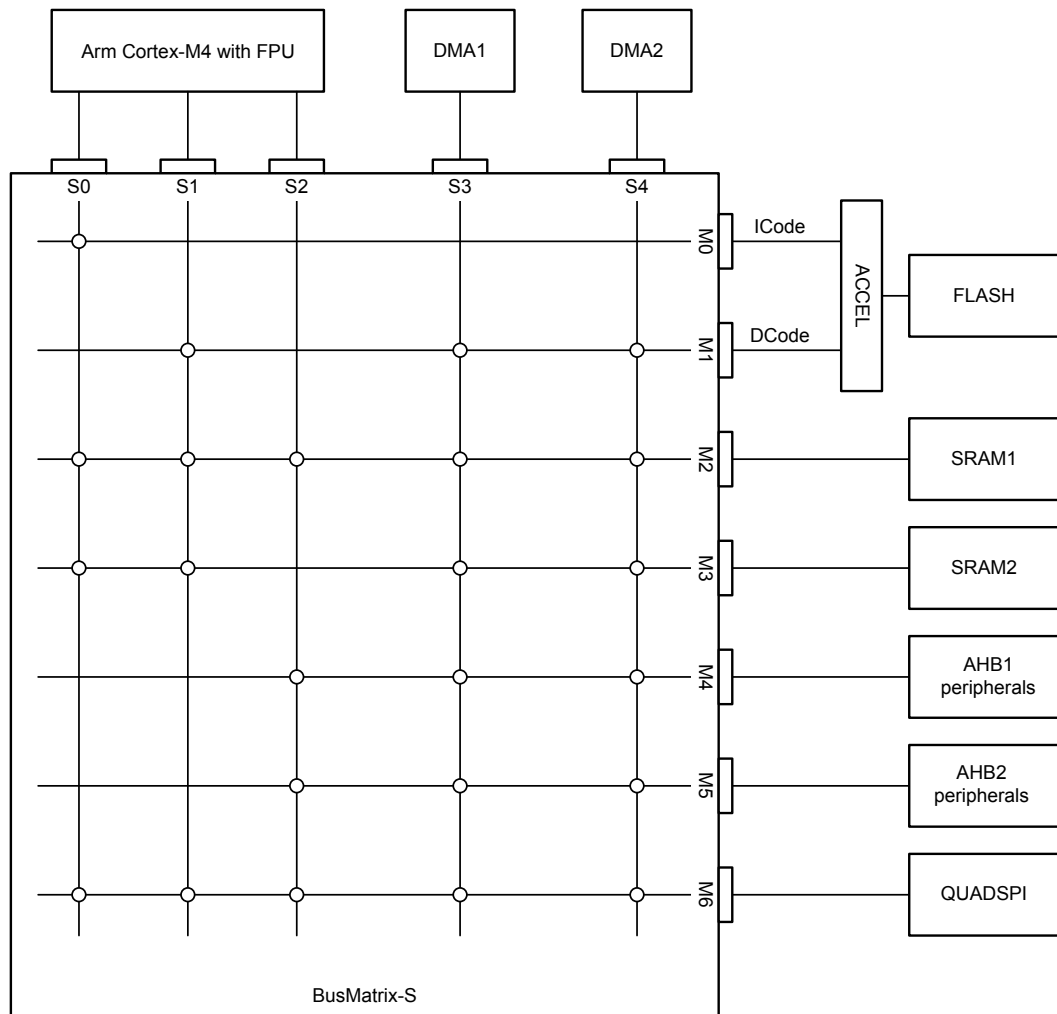 Arm Cortex-M4 with FPU
DMA1
DMA2
S0
S1
S2
S3
S4
M0
ICode
ACCEL
FLASH
M1
DCode
M2
SRAM1
M3
SRAM2
M4
AHB1
peripherals
M5
AHB2
peripherals
M6
QUADSPI
BusMatrix-S